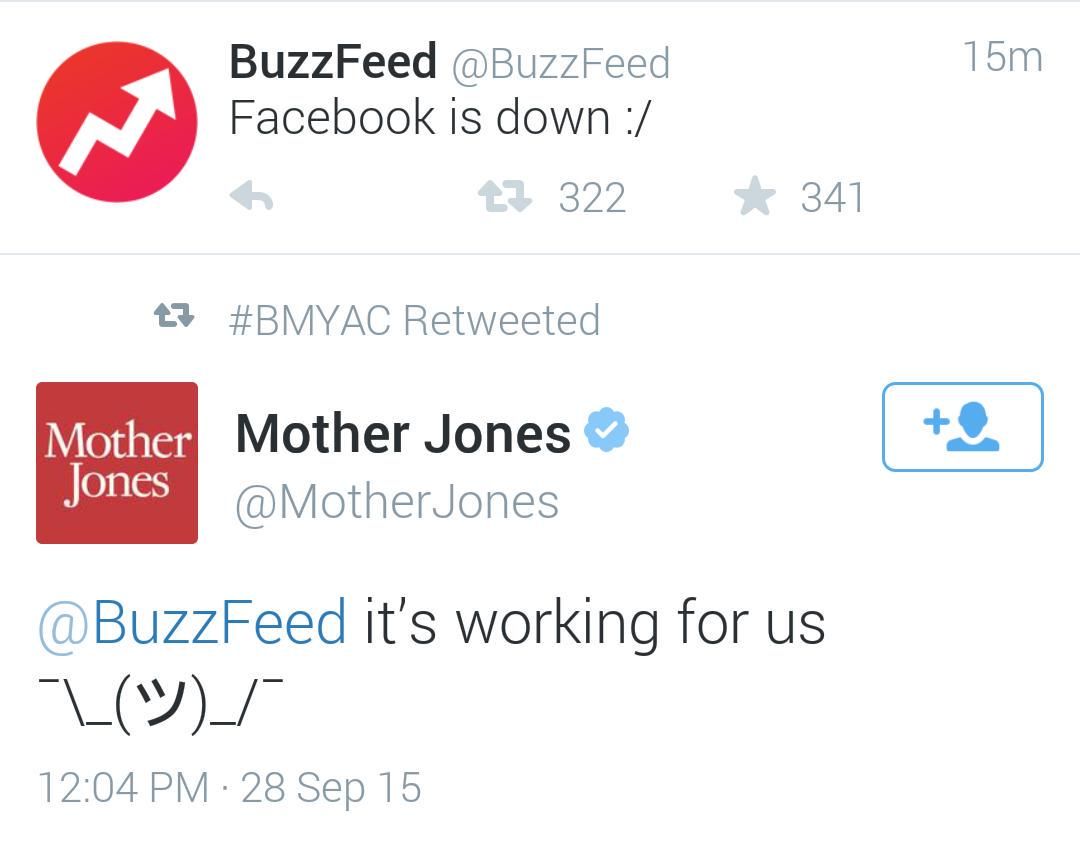 BuzzFeed @BuzzFeed 15m
Facebook is down :/
322 341
#BMYAC Retweeted
Mother
Jones
Mother Jones
@MotherJones
@BuzzFeed it's working for us
¯\_(ツ)_/¯
12:04 PM · 28 Sep 15